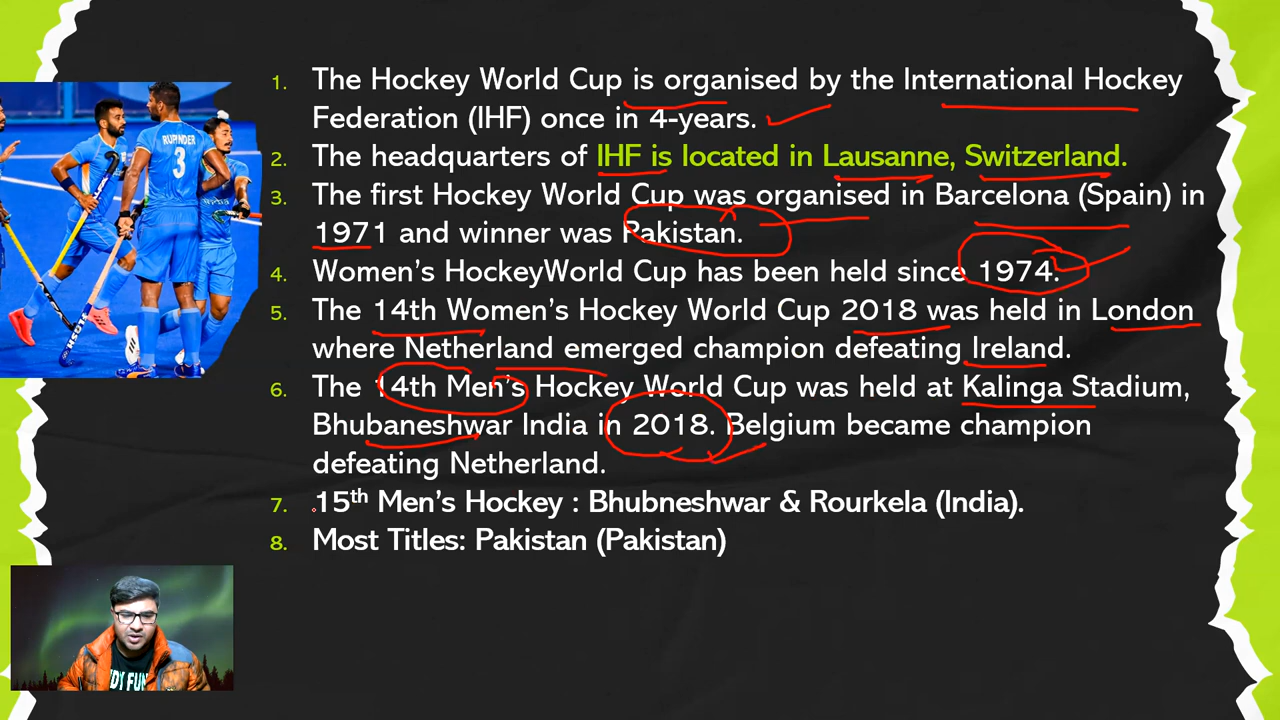 1. The Hockey World Cup is organised by the International Hockey
Federation (IHF) once in 4-years.
2. The headquarters of IHF is located in Lausanne, Switzerland.
3. The first Hockey World Cup was organised in Barcelona (Spain) in
1971 and winner was Pakistan.
4. Women's HockeyWorld Cup has been held since 1974.
5. The 14th Women's Hockey World Cup 2018 was held in London
where Netherland emerged champion defeating Ireland.
6. The 14th Men's Hockey World Cup was held at Kalinga Stadium,
Bhubaneshwar India in 2018. Belgium became champion
defeating Netherland.
7. 15th Men's Hockey : Bhubneshwar & Rourkela (India).
8. Most Titles: Pakistan (Pakistan)
RUPINDER
3